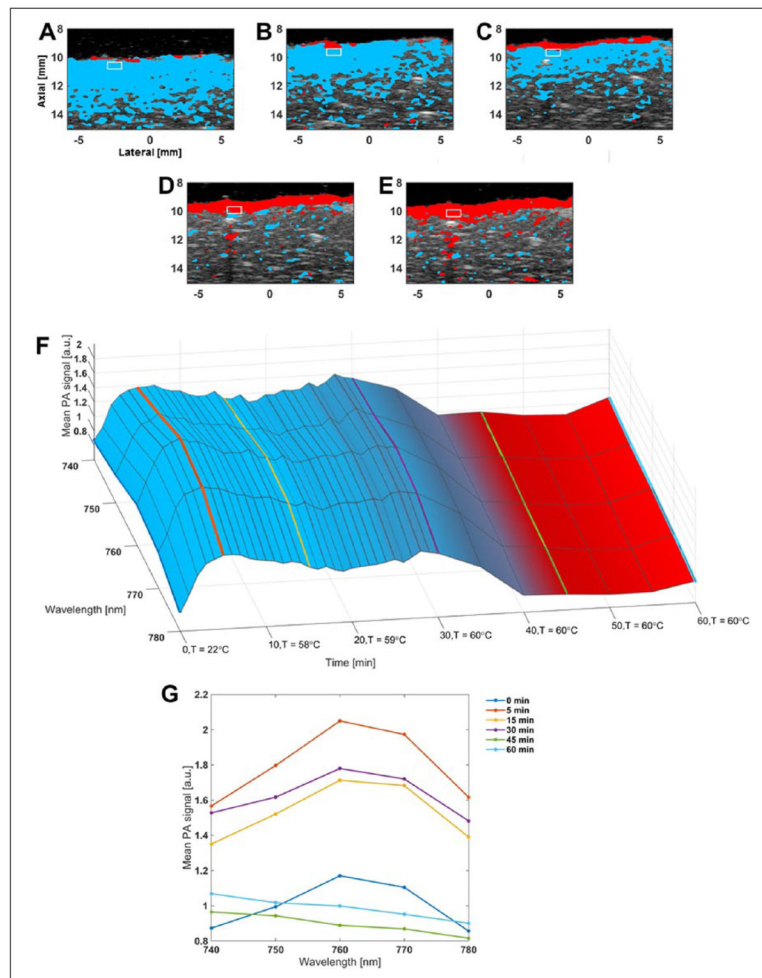 A
B
C
8
8
8
Axial [mm]
10
10
10
12
12
12
14
14
14
-5 0 5
-5 0 5
-5 0 5
Lateral [mm]
D
E
8
8
10
10
12
12
14
14
-5 0 5
-5 0 5
F
Mean PA signal [a.u.]
2
1.8
1.6
1.4
1.2
1
0.8
740
750
760
770
780
Wavelength [nm]
0,T = 22°C
10,T = 58°C
20,T = 59°C
30,T = 60°C
40,T = 60°C
50,T = 60°C
60,T = 60°C
Time [min]
G
2.2
2
1.8
1.6
1.4
1.2
1
0.8
Mean PA signal [a.u.]
740 750 760 770 780
Wavelength [nm]
0 min
5 min
15 min
30 min
45 min
60 min